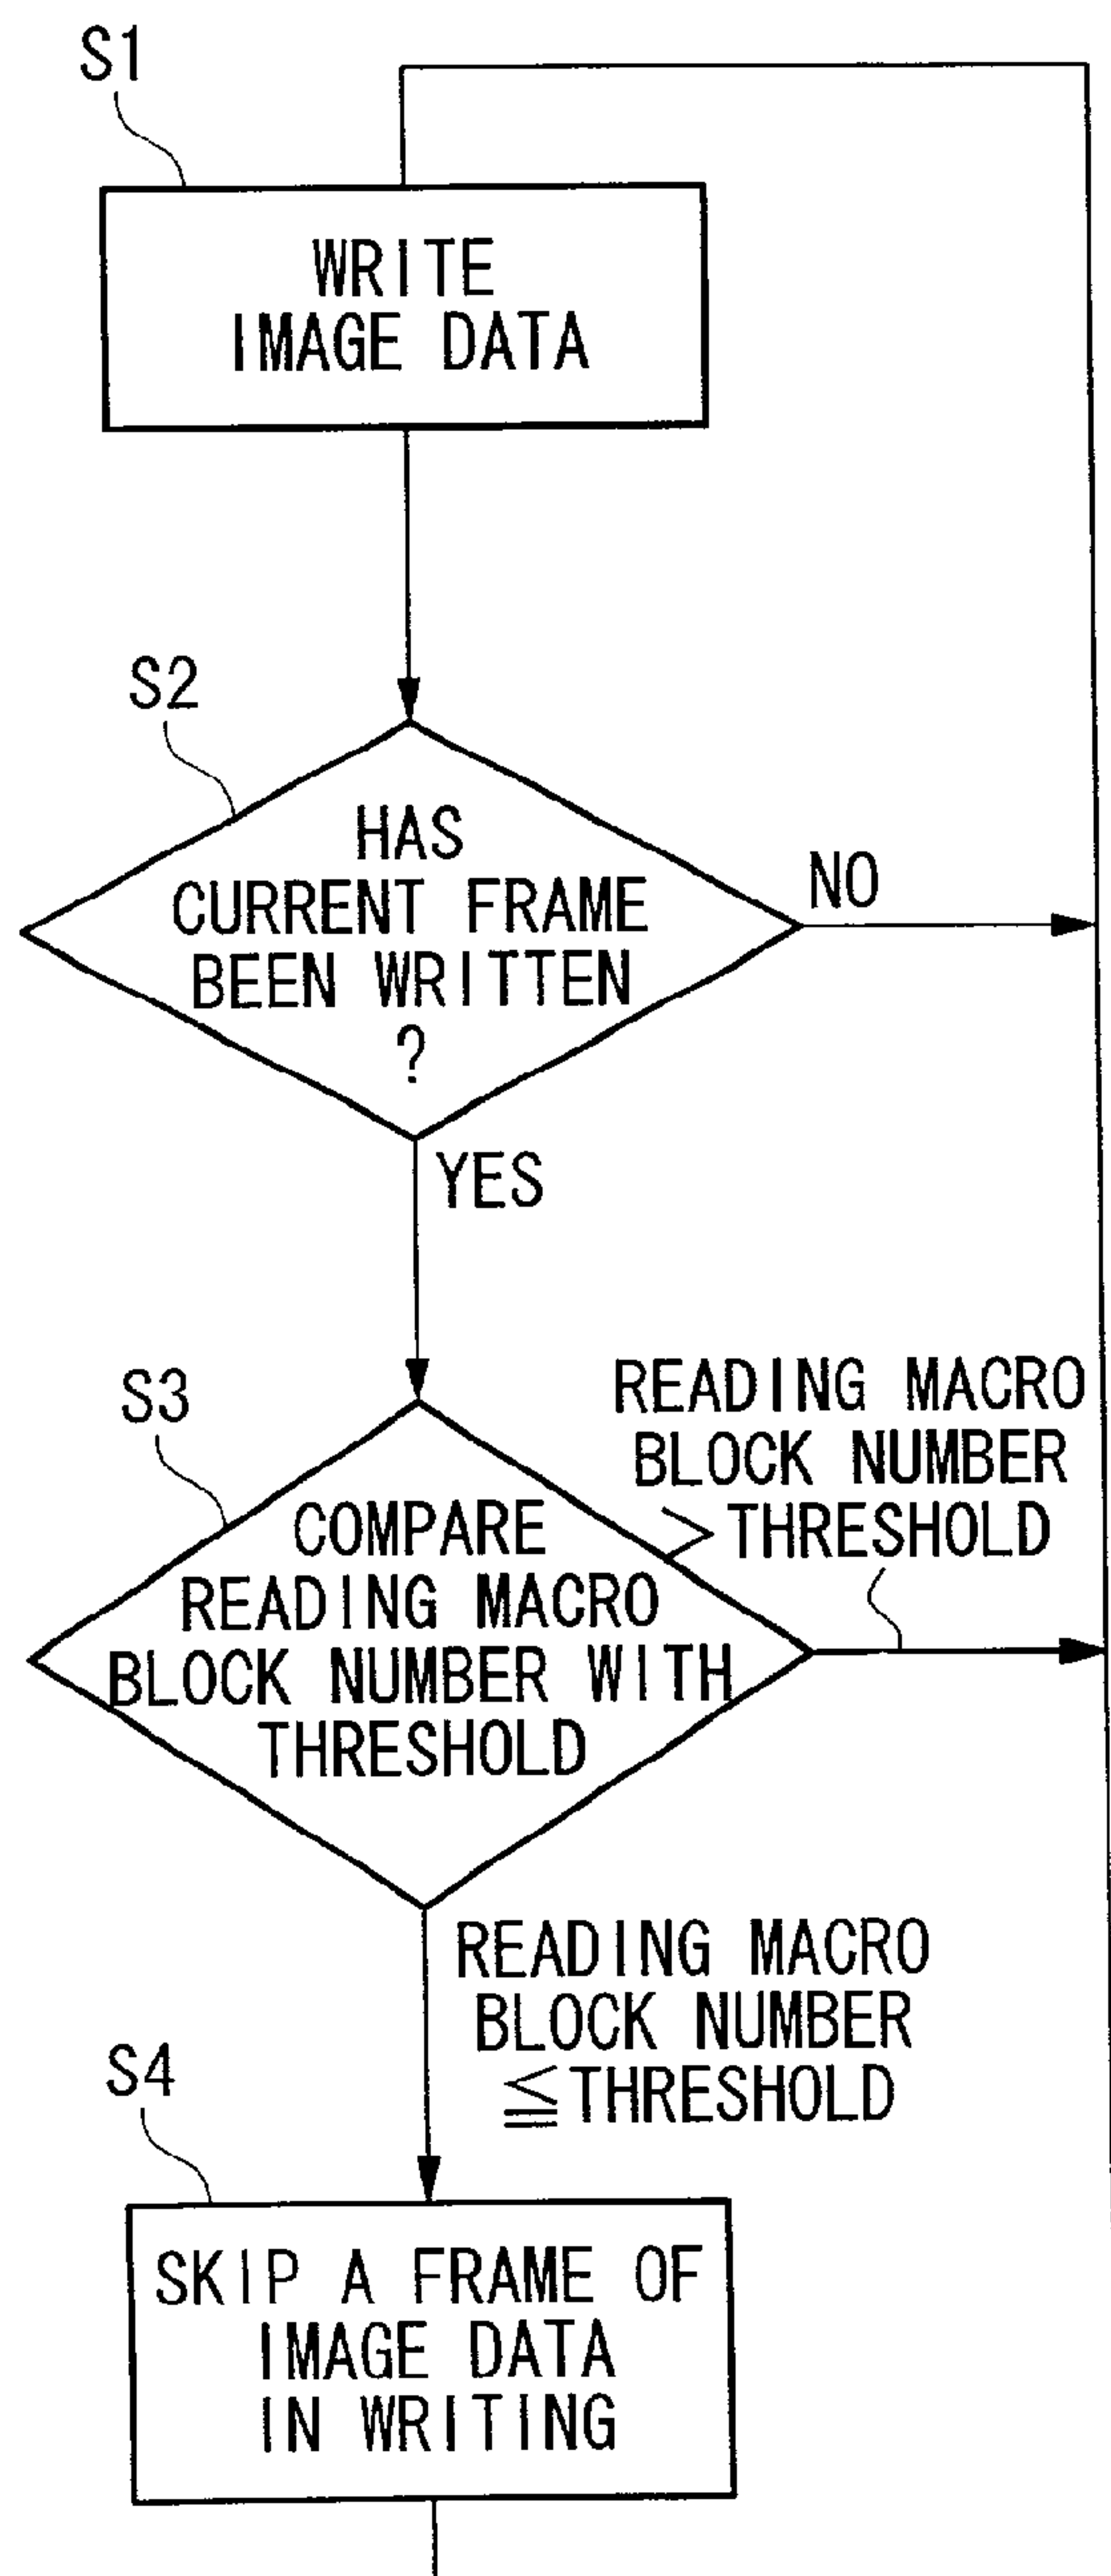 S1
WRITE
IMAGE DATA
S2
HAS
CURRENT FRAME
BEEN WRITTEN
?
NO
YES
S3
COMPARE
READING MACRO
BLOCK NUMBER WITH
THRESHOLD
READING MACRO
BLOCK NUMBER
> THRESHOLD
READING MACRO
BLOCK NUMBER
≦ THRESHOLD
S4
SKIP A FRAME OF
IMAGE DATA
IN WRITING